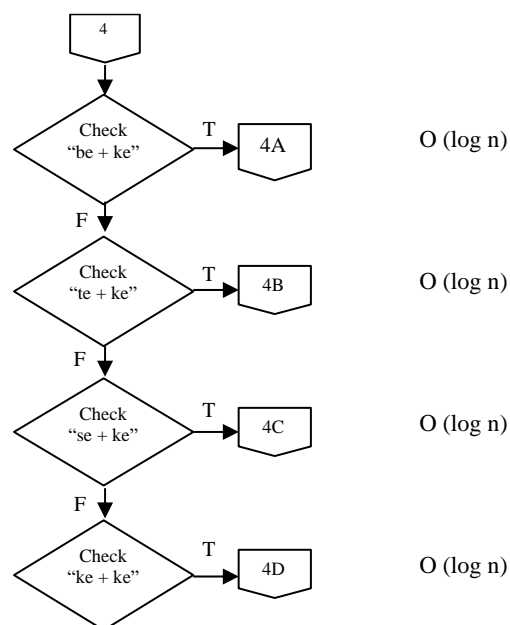 4
Check
“be + ke”
T
4A
O (log n)
F
Check
“te + ke”
T
4B
O (log n)
F
Check
“se + ke”
T
4C
O (log n)
F
Check
“ke + ke”
T
4D
O (log n)